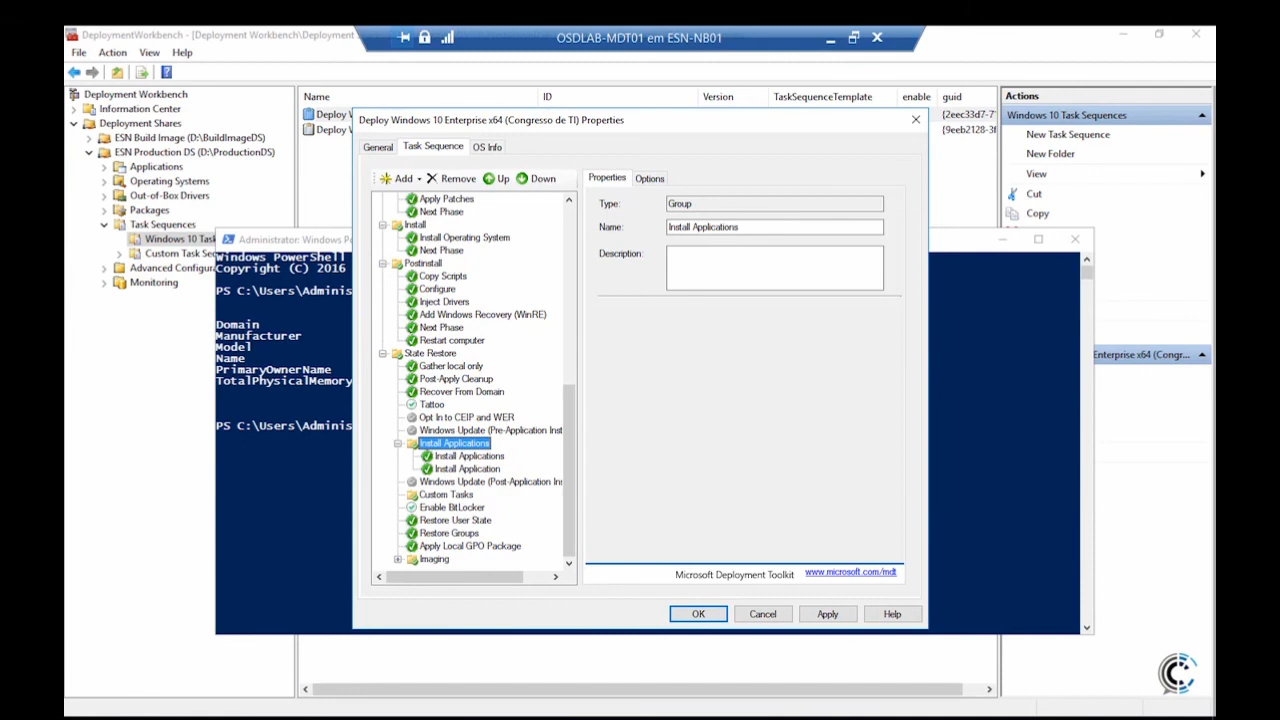 DeploymentWorkbench - [Deployment Workbench\Deployment
OSDLAB-MDT01 em ESN-NB01
File Action View Help
Deployment Workbench
Information Center
Deployment Shares
ESN Build Image (D:\BuildImageDS)
ESN Production DS (D:\ProductionDS)
Applications
Operating Systems
Out-of-Box Drivers
Packages
Task Sequences
Windows 10 Task
Custom Task Seq
Advanced Configura
Monitoring
Name ID Version TaskSequenceTemplate enable guid
Deploy {2eec33d7-7
Deploy {9eeb2128-3
Actions
Windows 10 Task Sequences
New Task Sequence
New Folder
View
Cut
Copy
Enterprise x64 (Congr...
Administrator: Windows Po
Windows PowerShell
Copyright (C) 2016
PS C:\Users\Adminis
Domain
Manufacturer
Model
Name
PrimaryOwnerName
TotalPhysicalMemory
PS C:\Users\Adminis
Deploy Windows 10 Enterprise x64 (Congresso de TI) Properties
General Task Sequence OS Info
Add Remove Up Down
Apply Patches
Next Phase
Install
Install Operating System
Next Phase
Postinstall
Copy Scripts
Configure
Inject Drivers
Add Windows Recovery (WinRE)
Next Phase
Restart computer
State Restore
Gather local only
Post-Apply Cleanup
Recover From Domain
Tattoo
Opt In to CEIP and WER
Windows Update (Pre-Application Inst
Install Applications
Install Applications
Install Application
Windows Update (Post-Application Ins
Custom Tasks
Enable BitLocker
Restore User State
Restore Groups
Apply Local GPO Package
Imaging
Properties Options
Type: Group
Name: Install Applications
Description:
Microsoft Deployment Toolkit www.microsoft.com/mdt
OK Cancel Apply Help